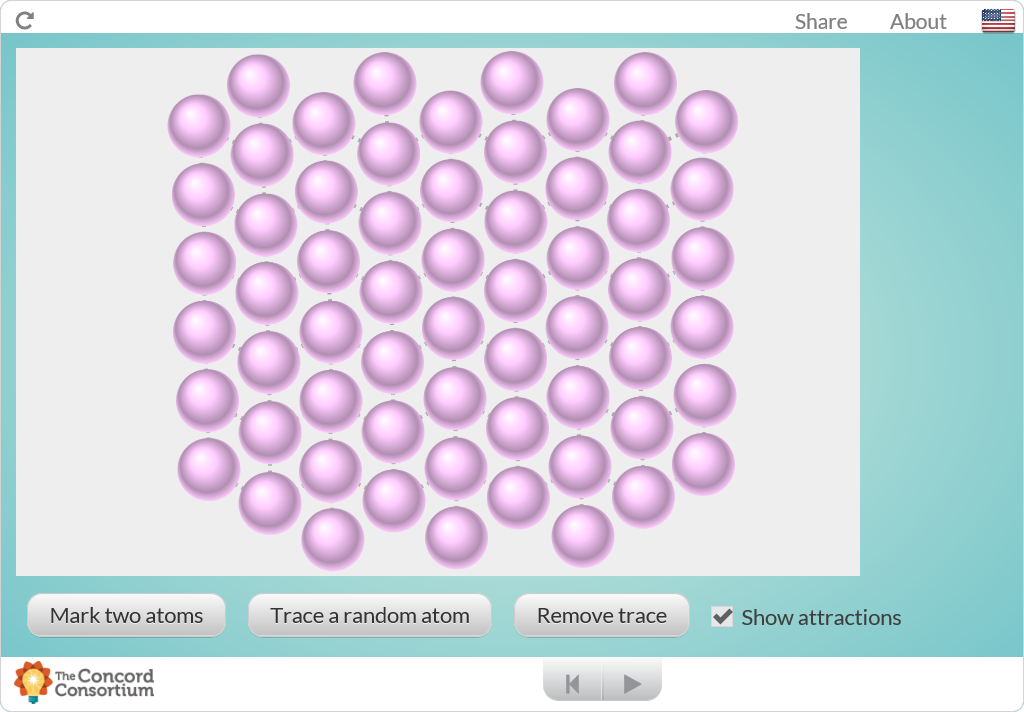 Share About
Mark two atoms Trace a random atom Remove trace Show attractions
The Concord
Consortium